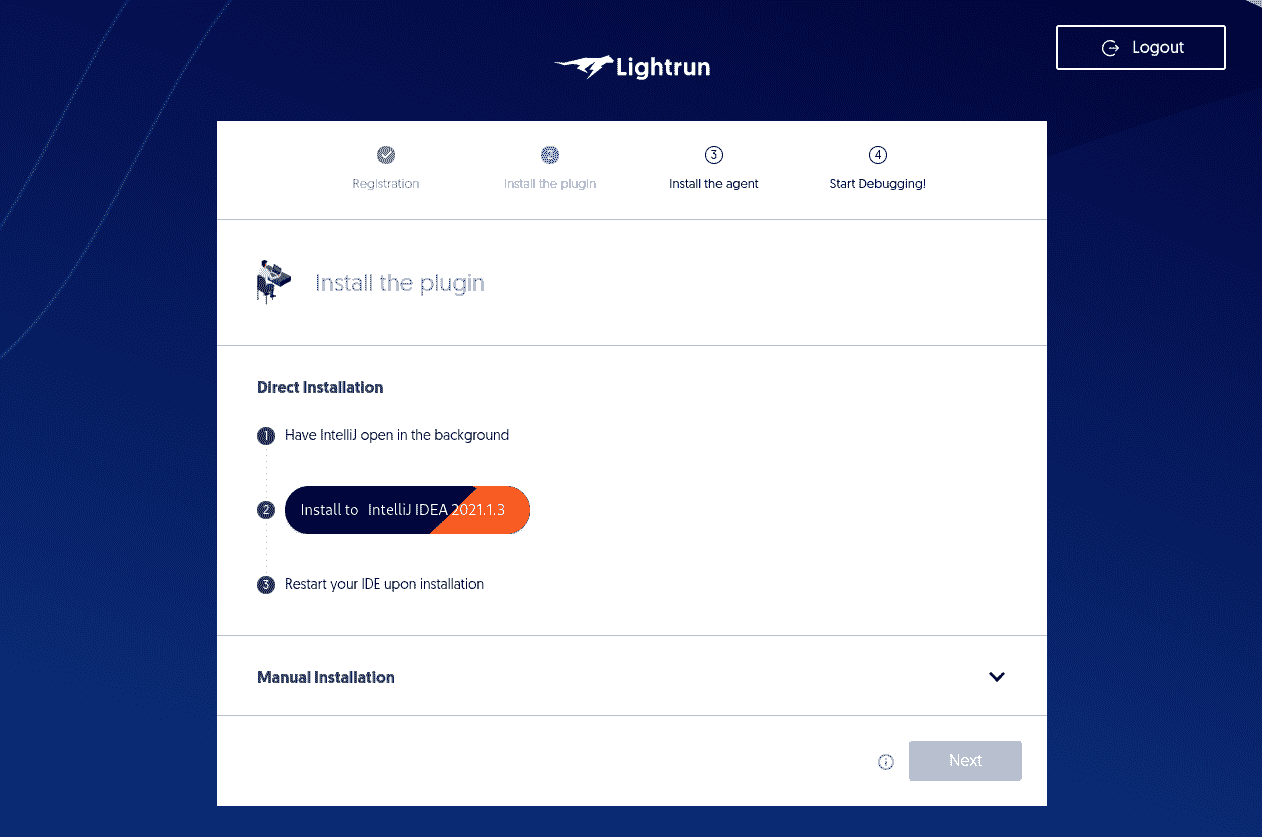 Logout
Lightrun
3
4
Registration
Install the plugin
Install the agent
Start Debugging!
Install the plugin
Direct Installation
1
Have IntelliJ open in the background
2
Install to IntelliJ IDEA 2021.1.3
3
Restart your IDE upon installation
Manual Installation
Next